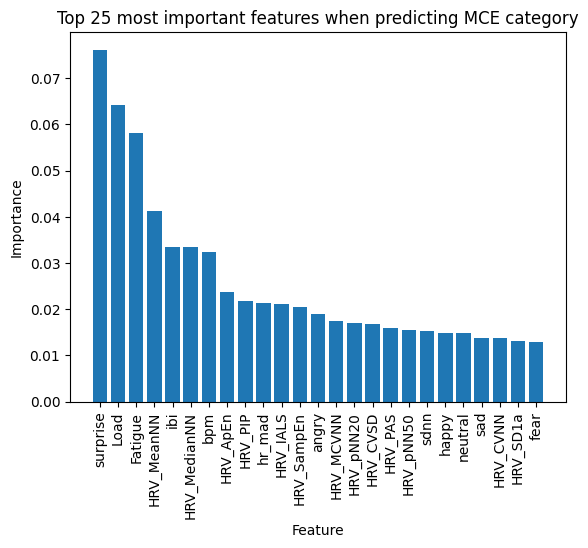 Top 25 most important features when predicting MCE category
Importance
0.07
0.06
0.05
0.04
0.03
0.02
0.01
0.00
surprise
Load
Fatigue
HRV_MeanNN
ibi
HRV_MedianNN
bpm
HRV_ApEn
HRV_PIP
hr_mad
HRV_IALS
HRV_SampEn
angry
HRV_MCVNN
HRV_pNN20
HRV_CVSD
HRV_PAS
HRV_pNN50
sdnn
happy
neutral
sad
HRV_CVNN
HRV_SD1a
fear
Feature